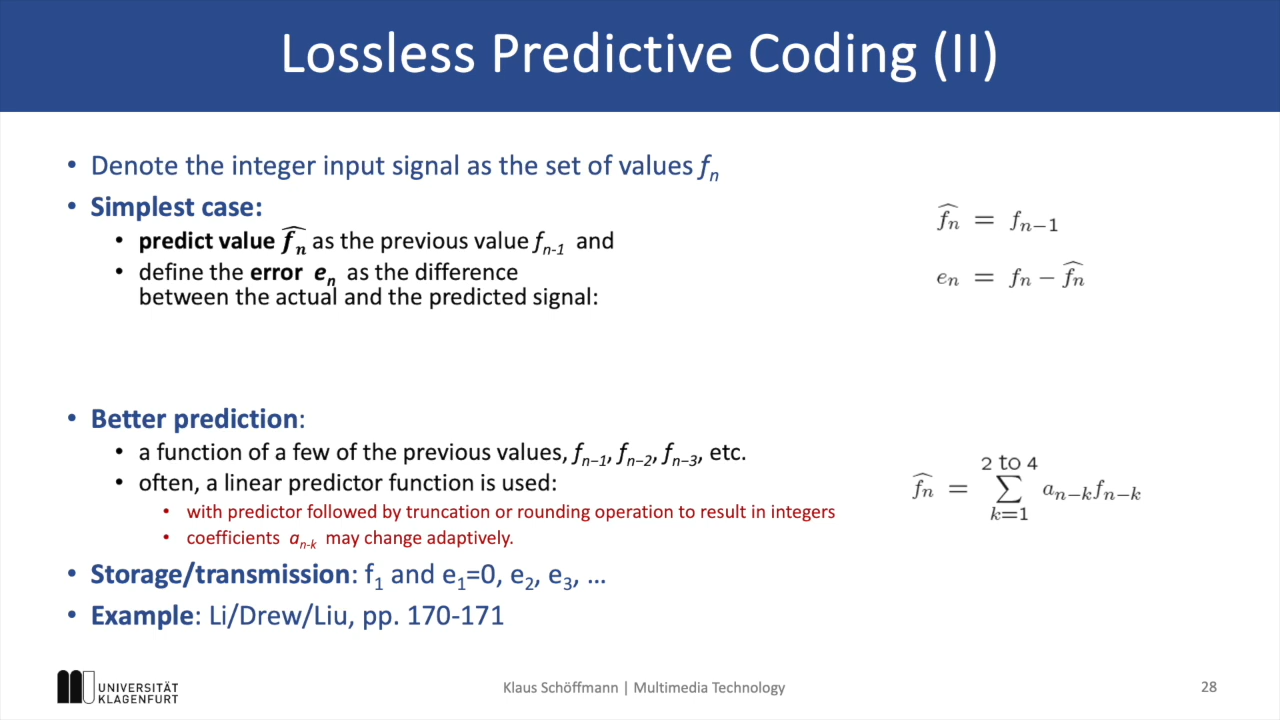 Lossless Predictive Coding (II)
• Denote the integer input signal as the set of values fₙ
• Simplest case:
• predict value f̂ₙ as the previous value fₙ₋₁ and
• define the error eₙ as the difference
between the actual and the predicted signal:
f̂ₙ = fₙ₋₁
eₙ = fₙ − f̂ₙ
• Better prediction:
• a function of a few of the previous values, fₙ₋₁, fₙ₋₂, fₙ₋₃, etc.
• often, a linear predictor function is used:
• with predictor followed by truncation or rounding operation to result in integers
• coefficients aₙ₋ₖ may change adaptively.
2 to 4
f̂ₙ = ∑ aₙ₋ₖfₙ₋ₖ
k=1
• Storage/transmission: f₁ and e₁=0, e₂, e₃, …
• Example: Li/Drew/Liu, pp. 170-171
UNIVERSITÄT
KLAGENFURT
Klaus Schöffmann | Multimedia Technology
28